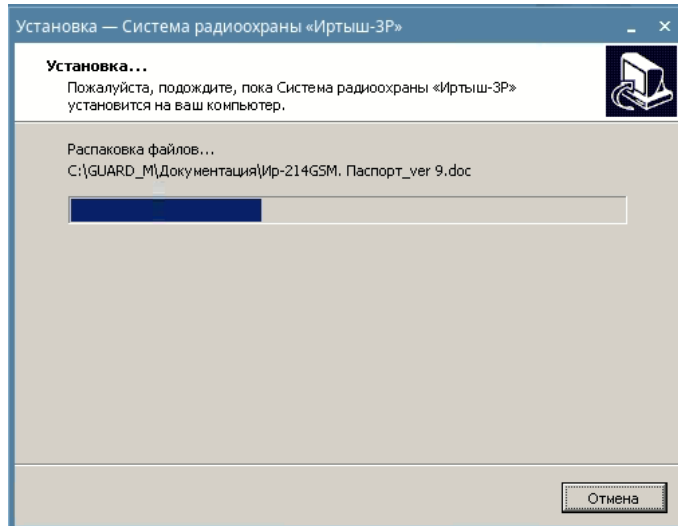 Установка — Система радиоохраны «Иртыш-3Р»
Установка...
Пожалуйста, подождите, пока Система радиоохраны «Иртыш-3Р»
установится на ваш компьютер.
Распаковка файлов...
C:\GUARD_M\Документация\Ир-214GSM. Паспорт_ver 9.doc
Отмена